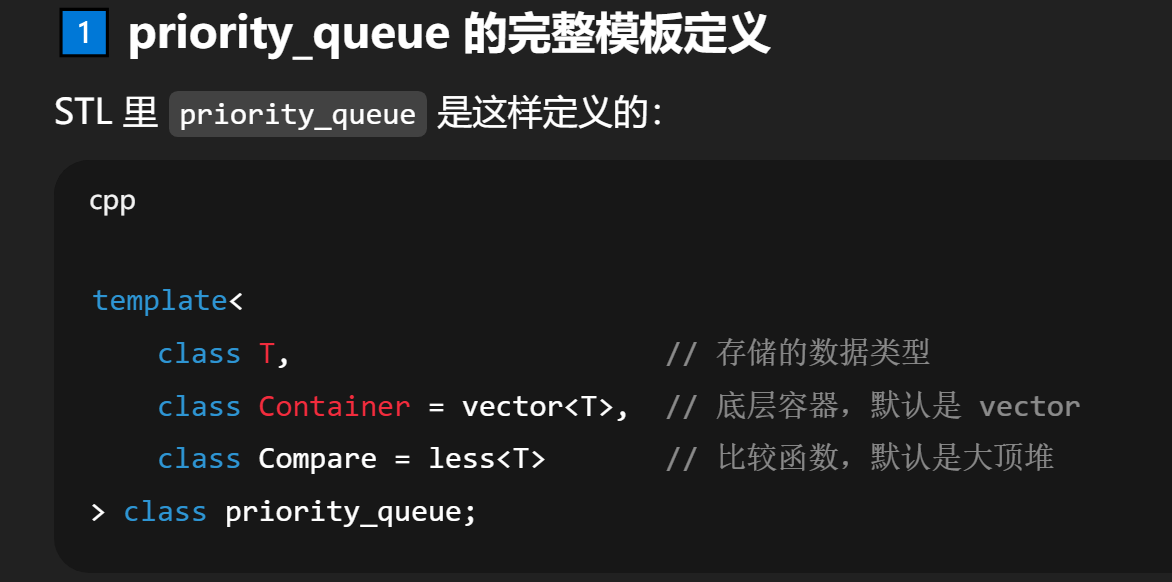 1 priority_queue 的完整模板定义
STL 里 priority_queue 是这样定义的：
cpp
template<
    class T,                       // 存储的数据类型
    class Container = vector<T>,  // 底层容器，默认是 vector
    class Compare = less<T>       // 比较函数，默认是大顶堆
> class priority_queue;